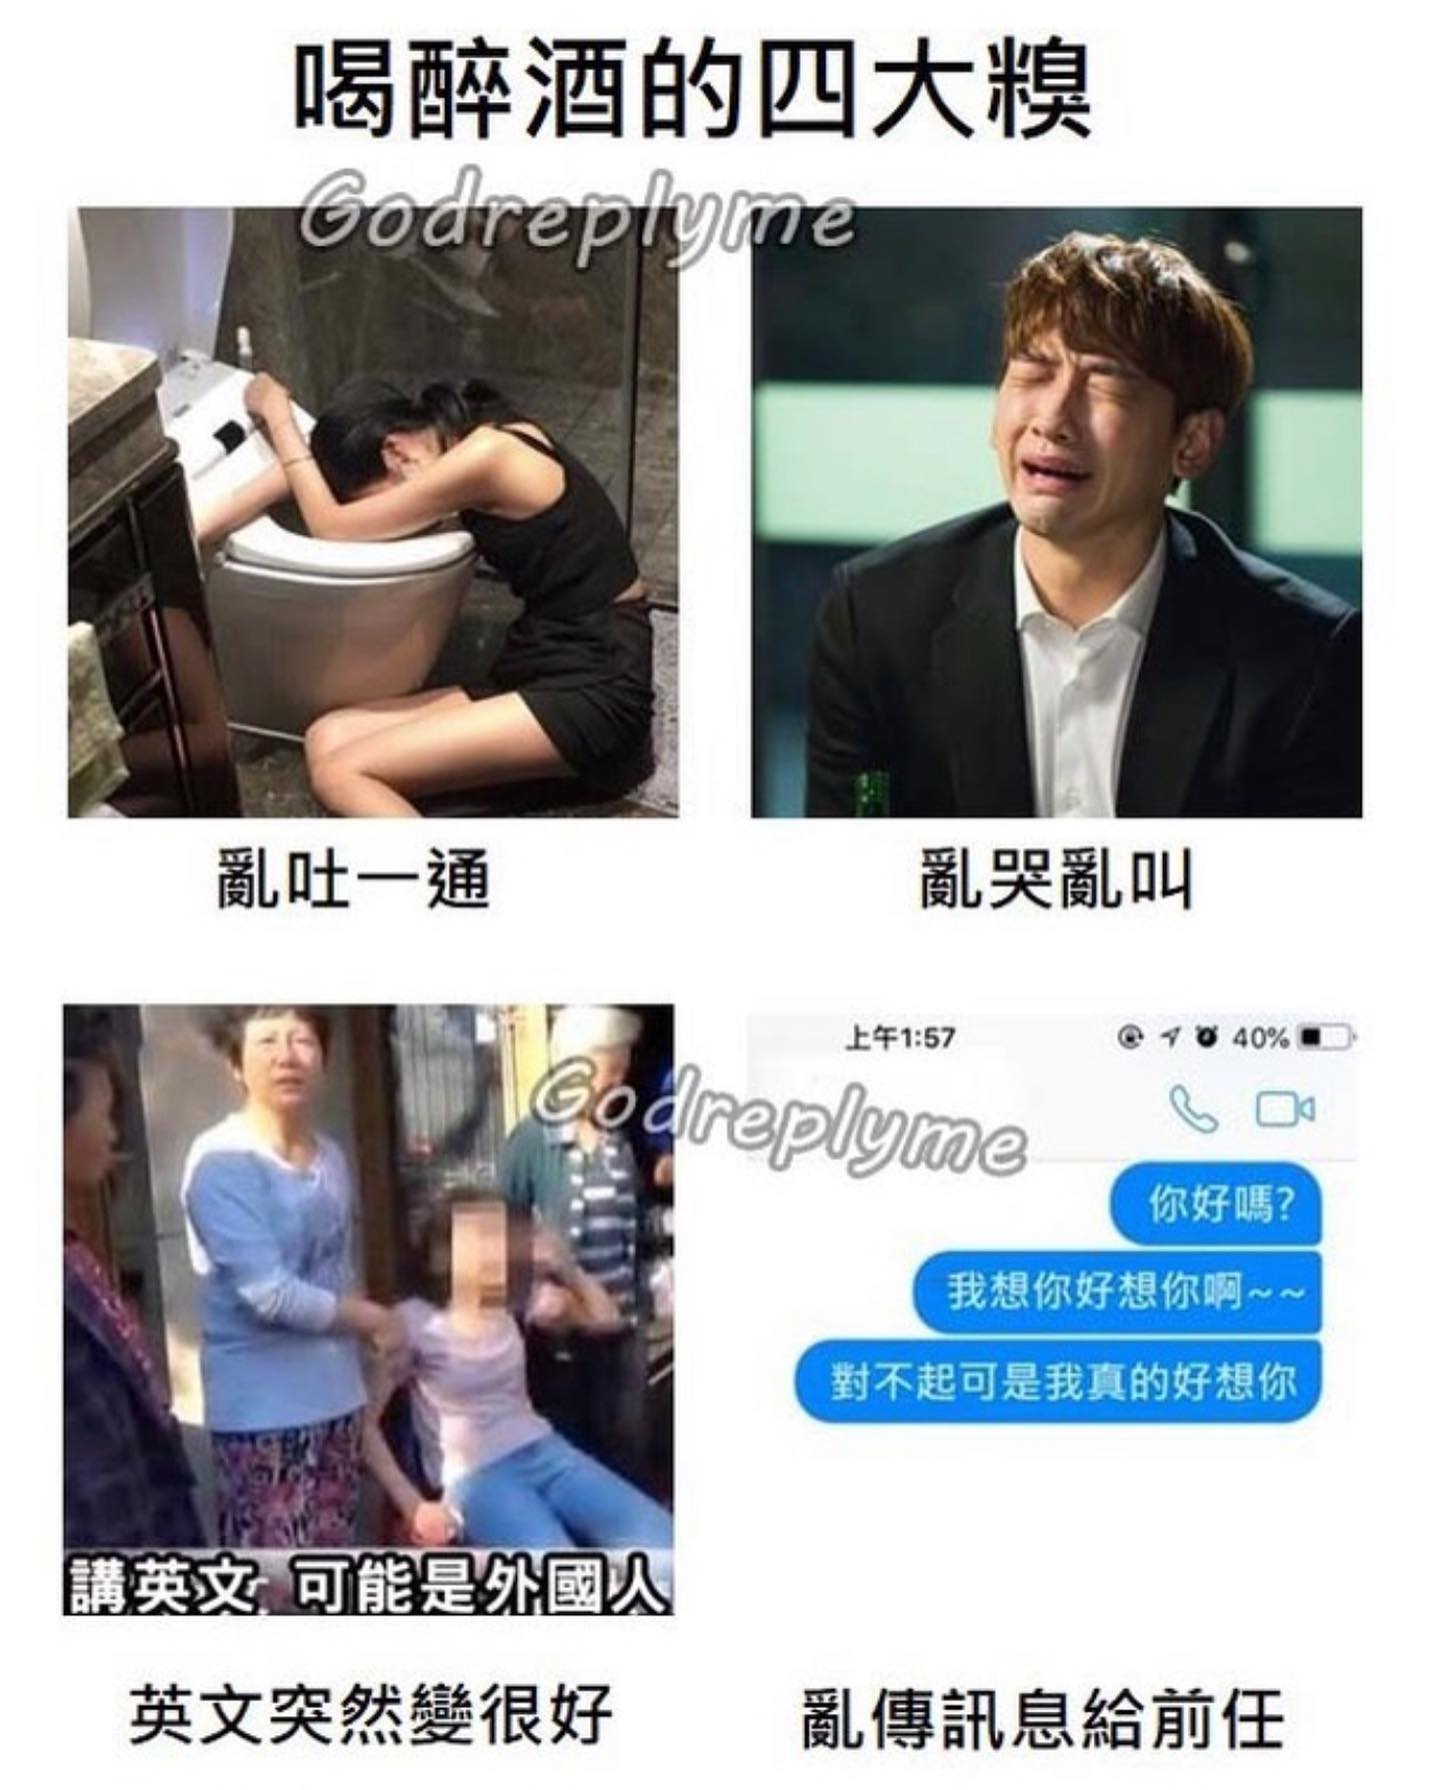 喝醉酒的四大糗
Godreplyme
亂吐一通
亂哭亂叫
講英文 可能是外國人
英文突然變很好
Godreplyme
上午1:57
40%
你好嗎?
我想你好想你啊~~
對不起可是我真的好想你
亂傳訊息給前任